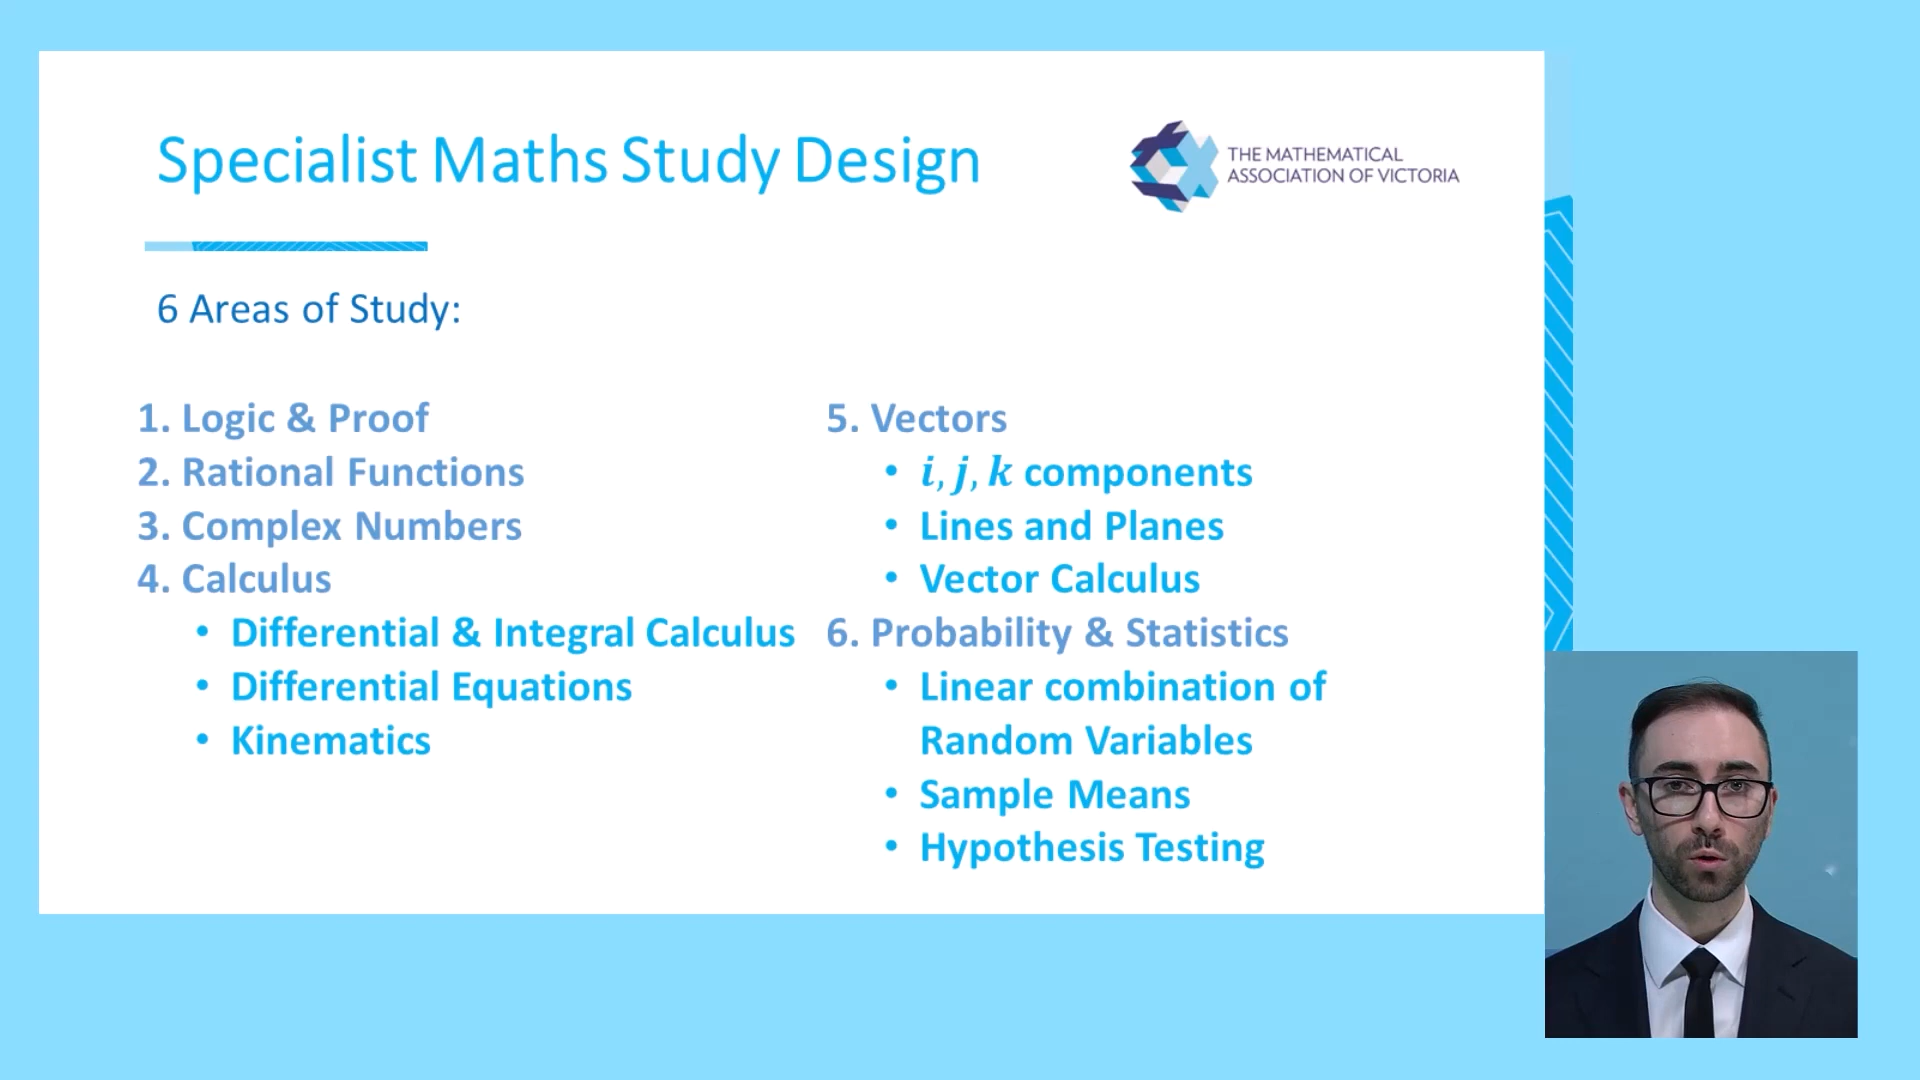 Specialist Maths Study Design
THE MATHEMATICAL
ASSOCIATION OF VICTORIA
6 Areas of Study:
1. Logic & Proof
2. Rational Functions
3. Complex Numbers
4. Calculus
• Differential & Integral Calculus
• Differential Equations
• Kinematics
5. Vectors
• i, j, k components
• Lines and Planes
• Vector Calculus
6. Probability & Statistics
• Linear combination of
Random Variables
• Sample Means
• Hypothesis Testing